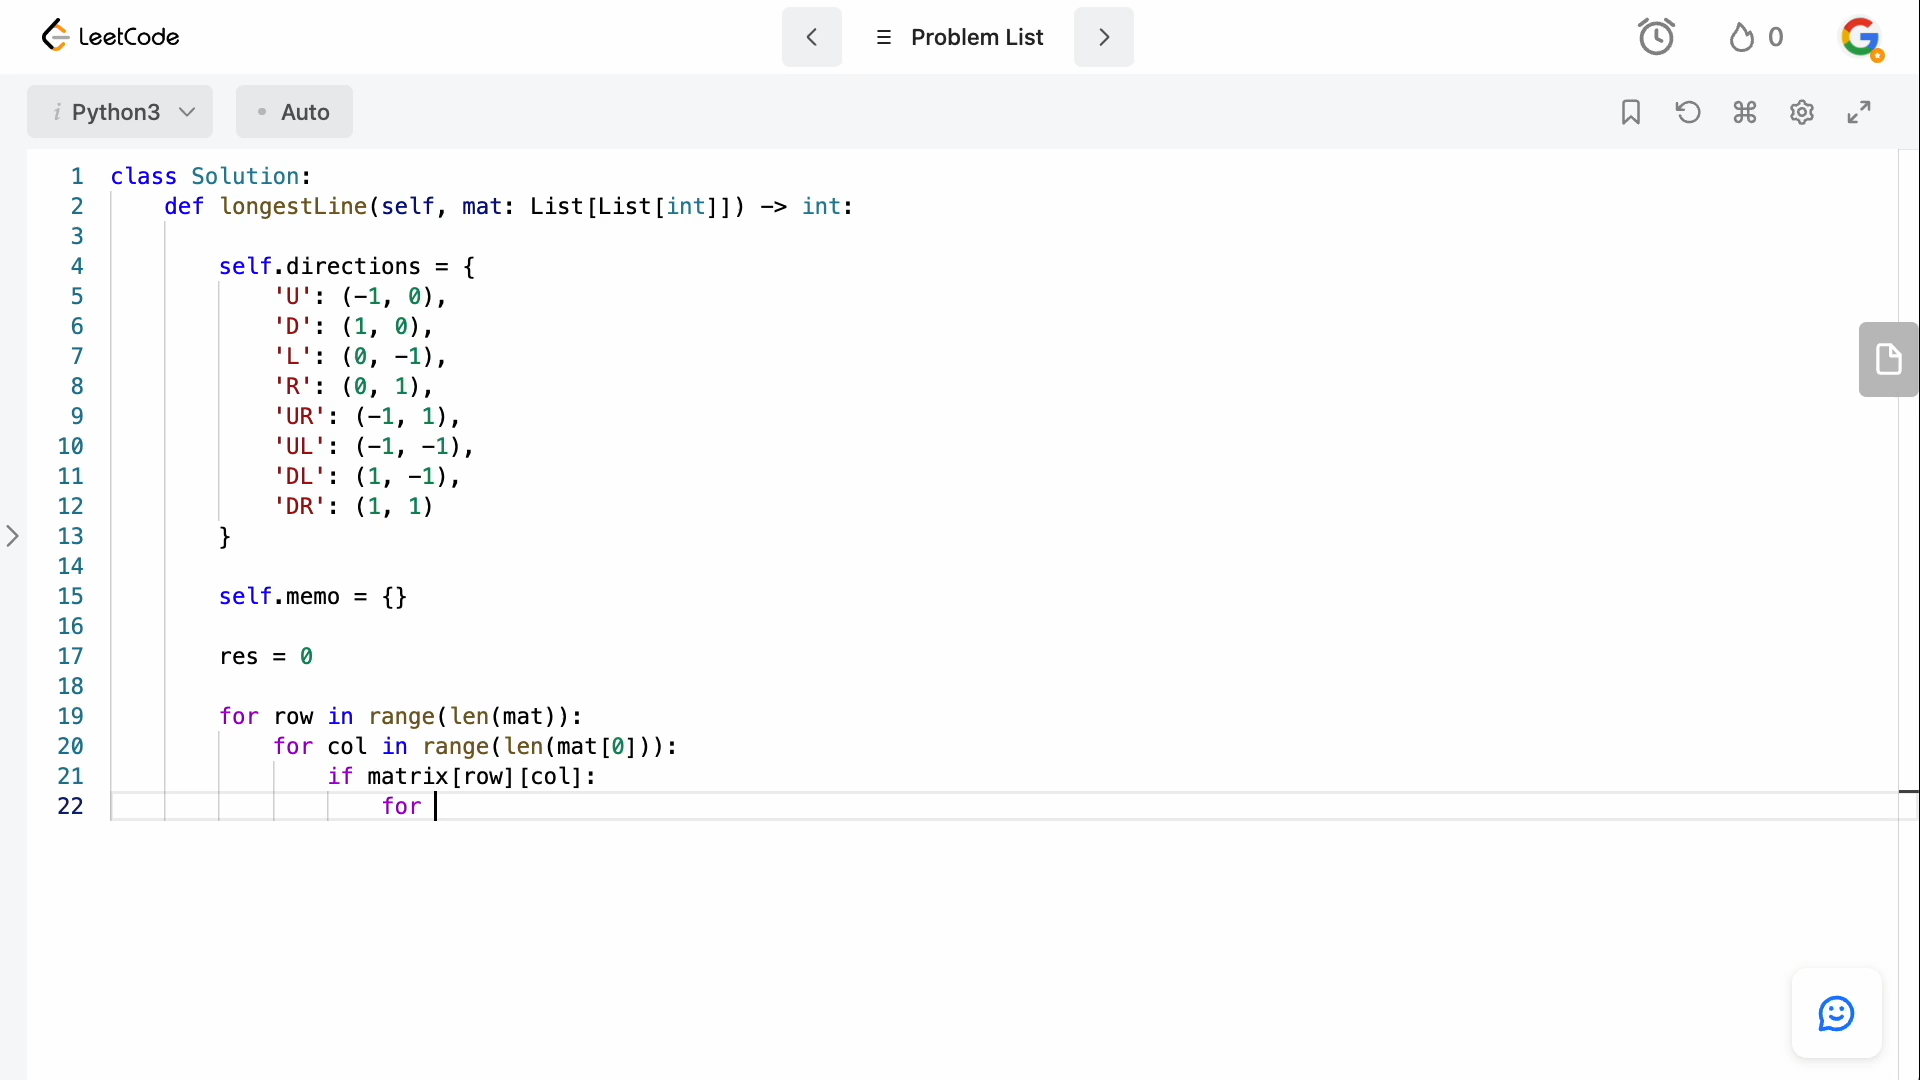 LeetCode
Problem List
0
Python3
Auto
1 class Solution:
2     def longestLine(self, mat: List[List[int]]) -> int:
3
4         self.directions = {
5             'U': (-1, 0),
6             'D': (1, 0),
7             'L': (0, -1),
8             'R': (0, 1),
9             'UR': (-1, 1),
10             'UL': (-1, -1),
11             'DL': (1, -1),
12             'DR': (1, 1)
13         }
14
15         self.memo = {}
16
17         res = 0
18
19         for row in range(len(mat)):
20             for col in range(len(mat[0])):
21                 if matrix[row][col]:
22                     for